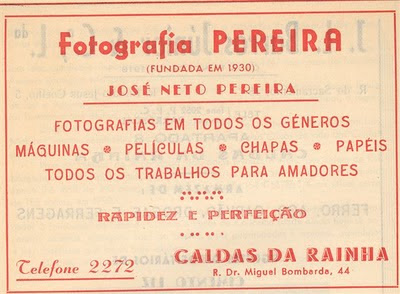 Fotografia PEREIRA
(FUNDADA EM 1930)
JOSÉ NETO PEREIRA
FOTOGRAFIAS EM TODOS OS GÉNEROS
MÁQUINAS * PELÍCULAS * CHAPAS * PAPÉIS
TODOS OS TRABALHOS PARA AMADORES
RAPIDEZ E PERFEIÇÃO
Telefone 2272
CALDAS DA RAINHA
R. Dr. Miguel Bombarda, 44